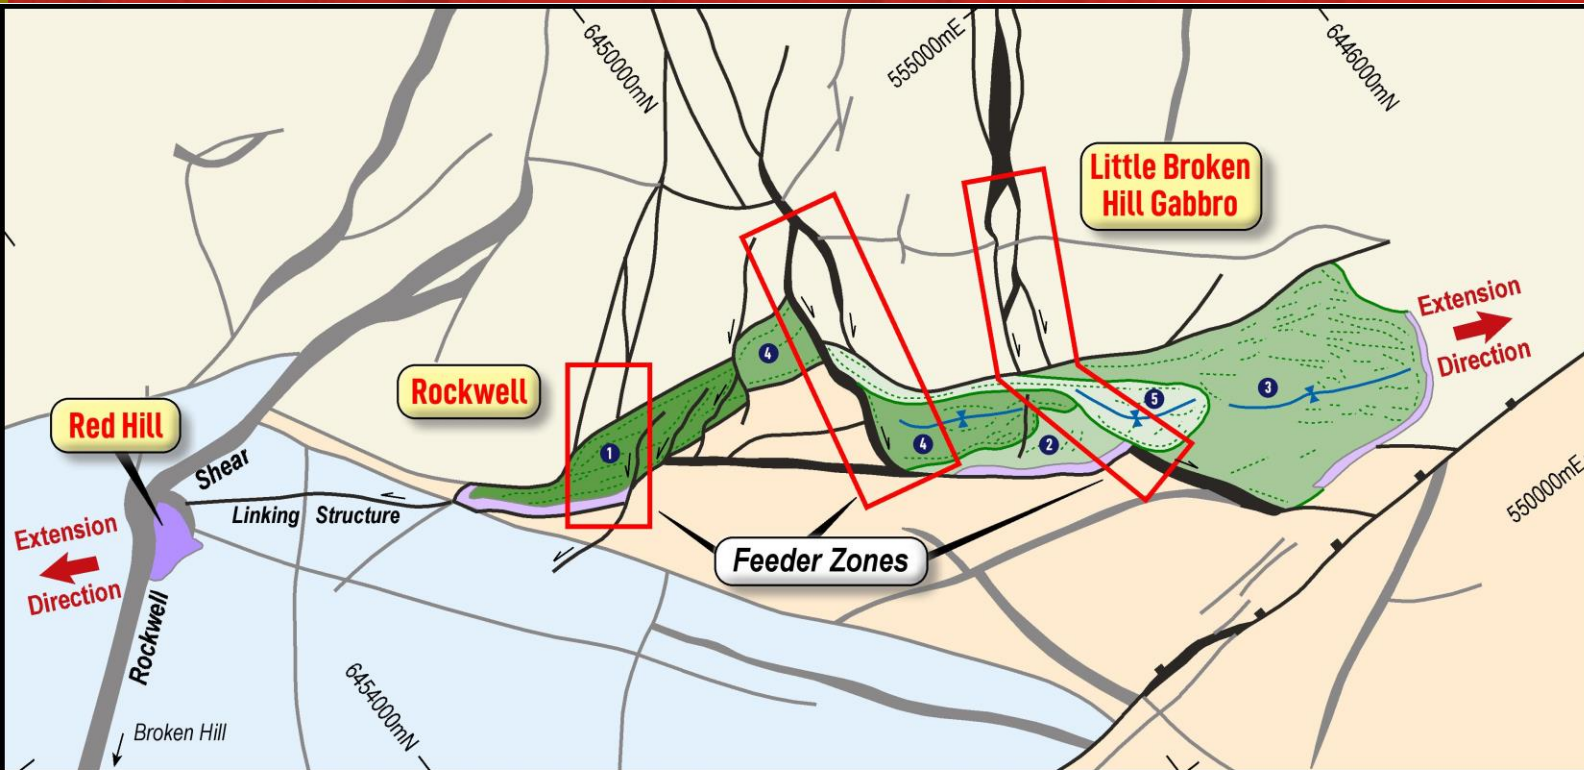 6450000mN
555000mE
6446000mN
Little Broken
Hill Gabbro
Extension
Direction
Rockwell
Red Hill
4
5
3
1
4
2
Shear
Linking Structure
Extension
Direction
Feeder Zones
550000mE
Rockwell
6454000mN
Broken Hill